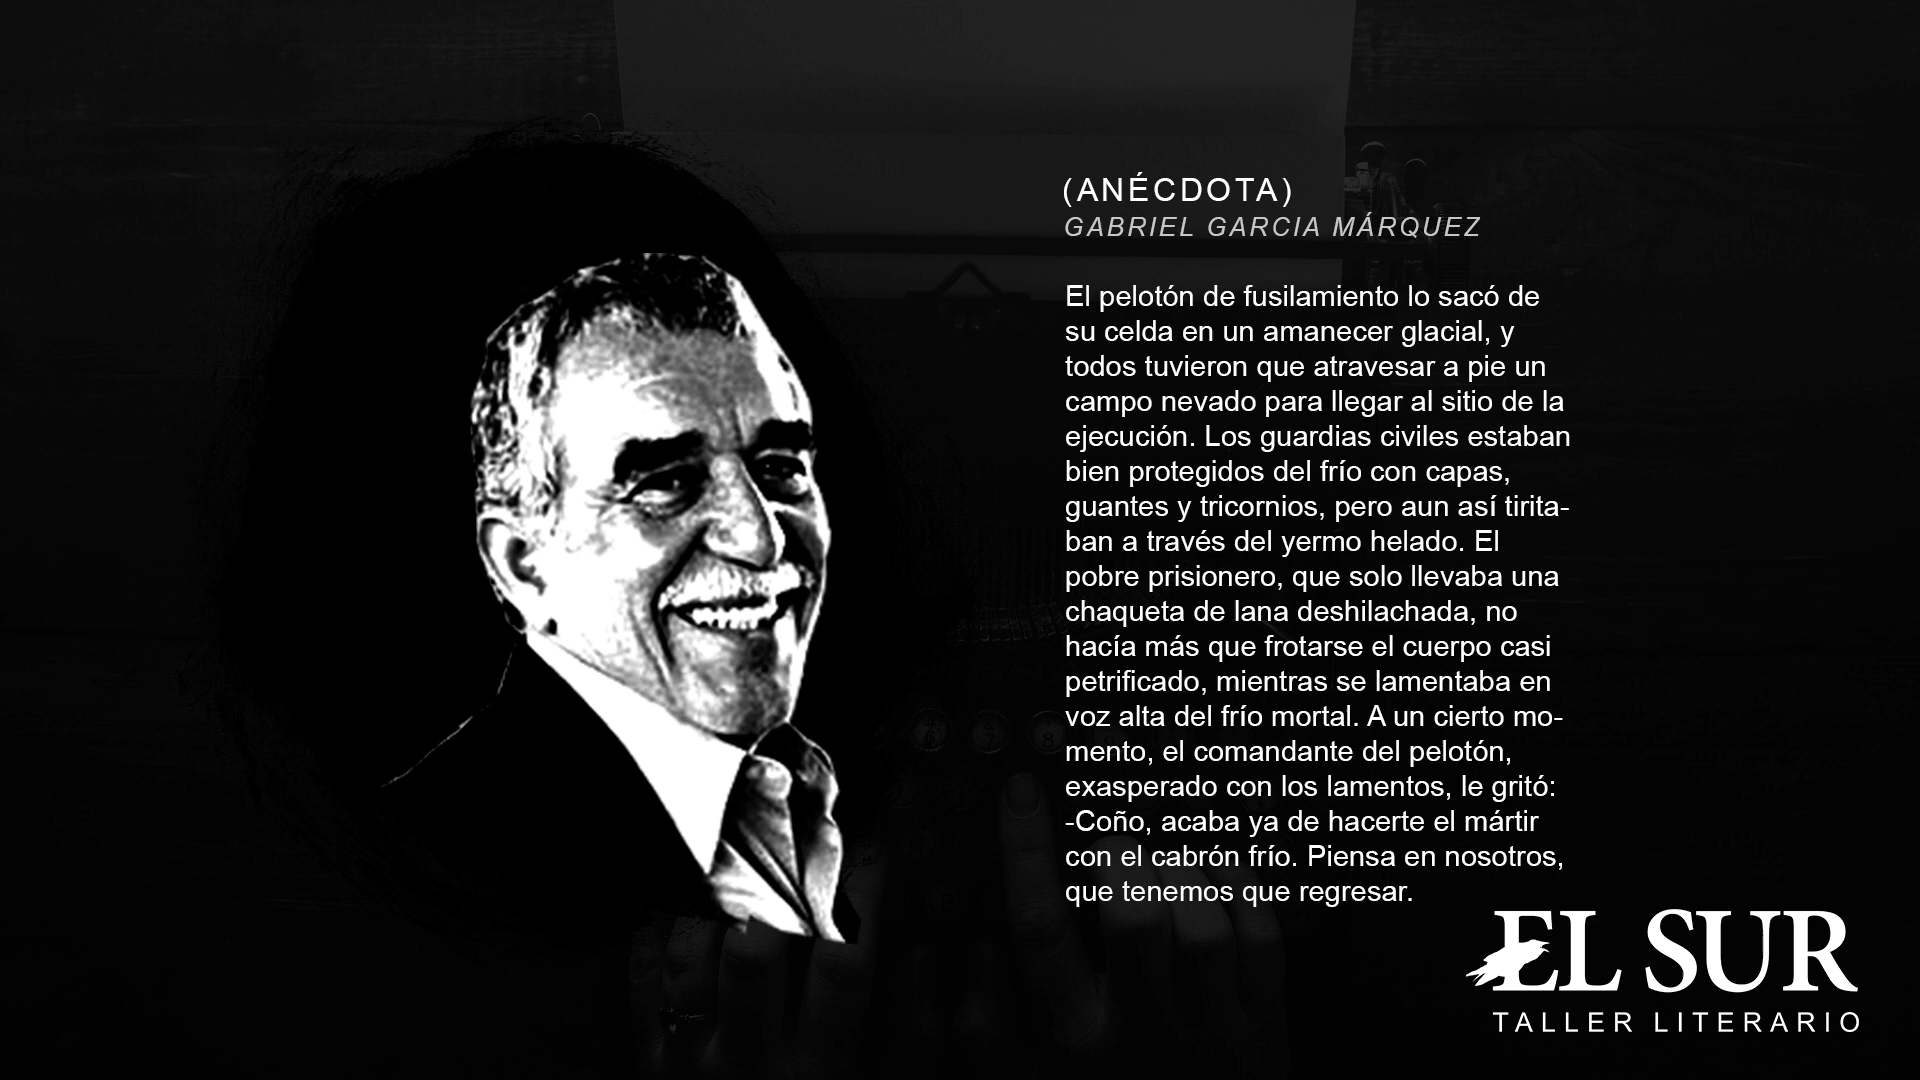 (ANÉCDOTA)
GABRIEL GARCIA MÁRQUEZ
El pelotón de fusilamiento lo sacó de
su celda en un amanecer glacial, y
todos tuvieron que atravesar a pie un
campo nevado para llegar al sitio de la
ejecución. Los guardias civiles estaban
bien protegidos del frío con capas,
guantes y tricornios, pero aun así tirita-
ban a través del yermo helado. El
pobre prisionero, que solo llevaba una
chaqueta de lana deshilachada, no
hacía más que frotarse el cuerpo casi
petrificado, mientras se lamentaba en
voz alta del frío mortal. A un cierto mo-
mento, el comandante del pelotón,
exasperado con los lamentos, le gritó:
-Coño, acaba ya de hacerte el mártir
con el cabrón frío. Piensa en nosotros,
que tenemos que regresar.
EL SUR
TALLER LITERARIO